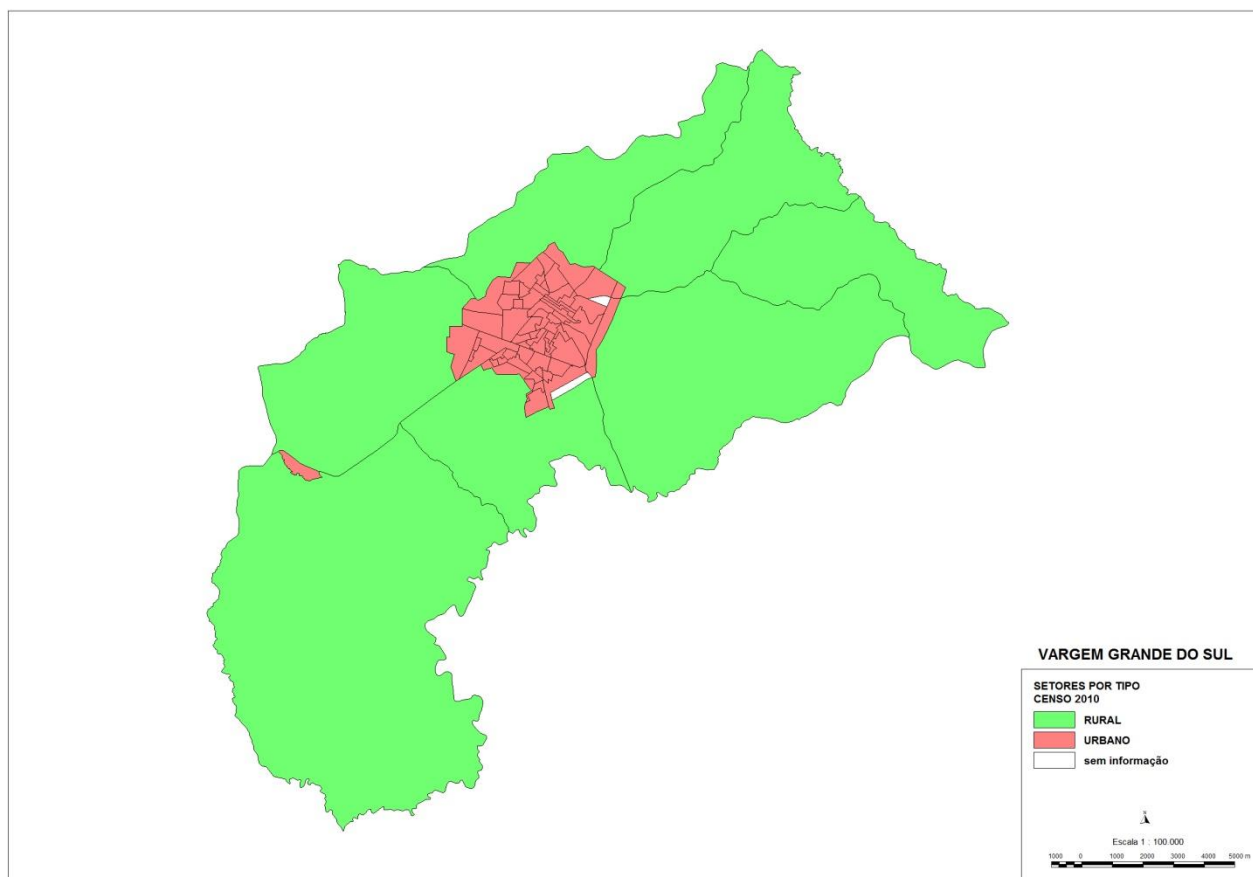 VARGEM GRANDE DO SUL
SETORES POR TIPO
CENSO 2010
RURAL
URBANO
sem informação
N
Escala 1 : 100.000
1000 0 1000 2000 3000 4000 5000 m